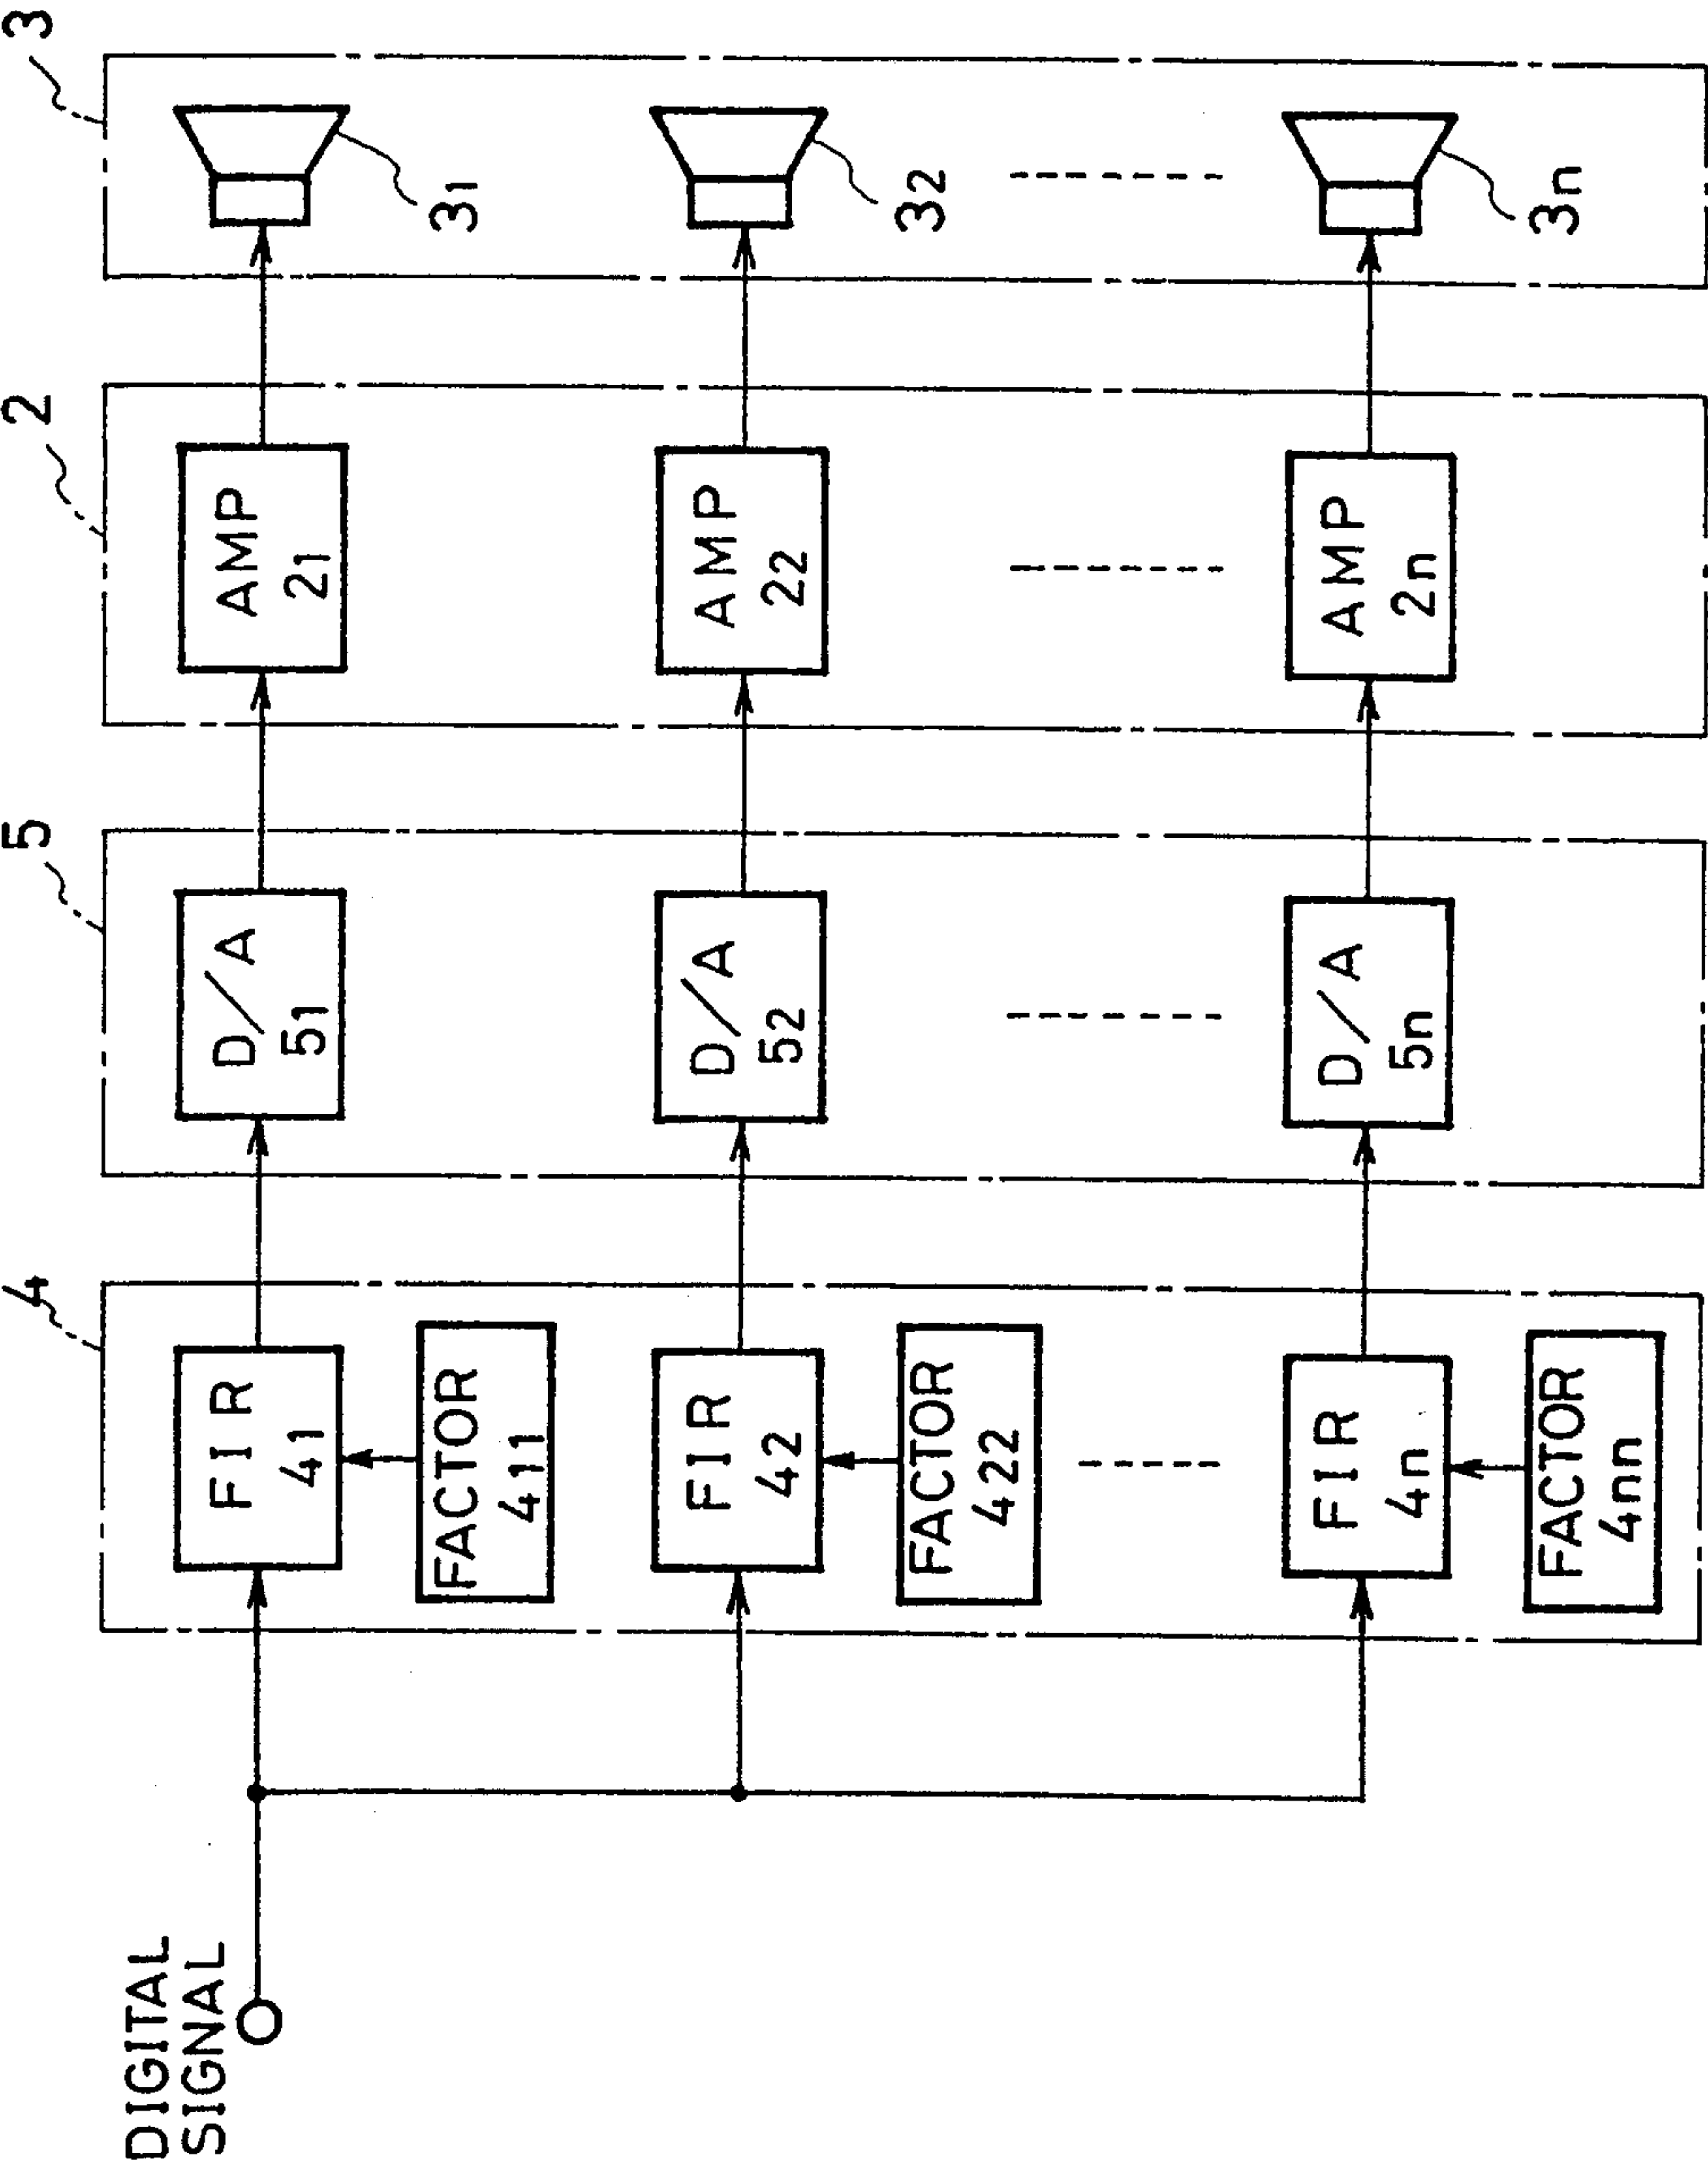 DIGITAL
SIGNAL
4
5
2
3
FIR
41
D/A
51
AMP
21
31
FACTOR
411
FIR
42
D/A
52
AMP
22
32
FACTOR
422
FIR
4n
D/A
5n
AMP
2n
3n
FACTOR
4nn